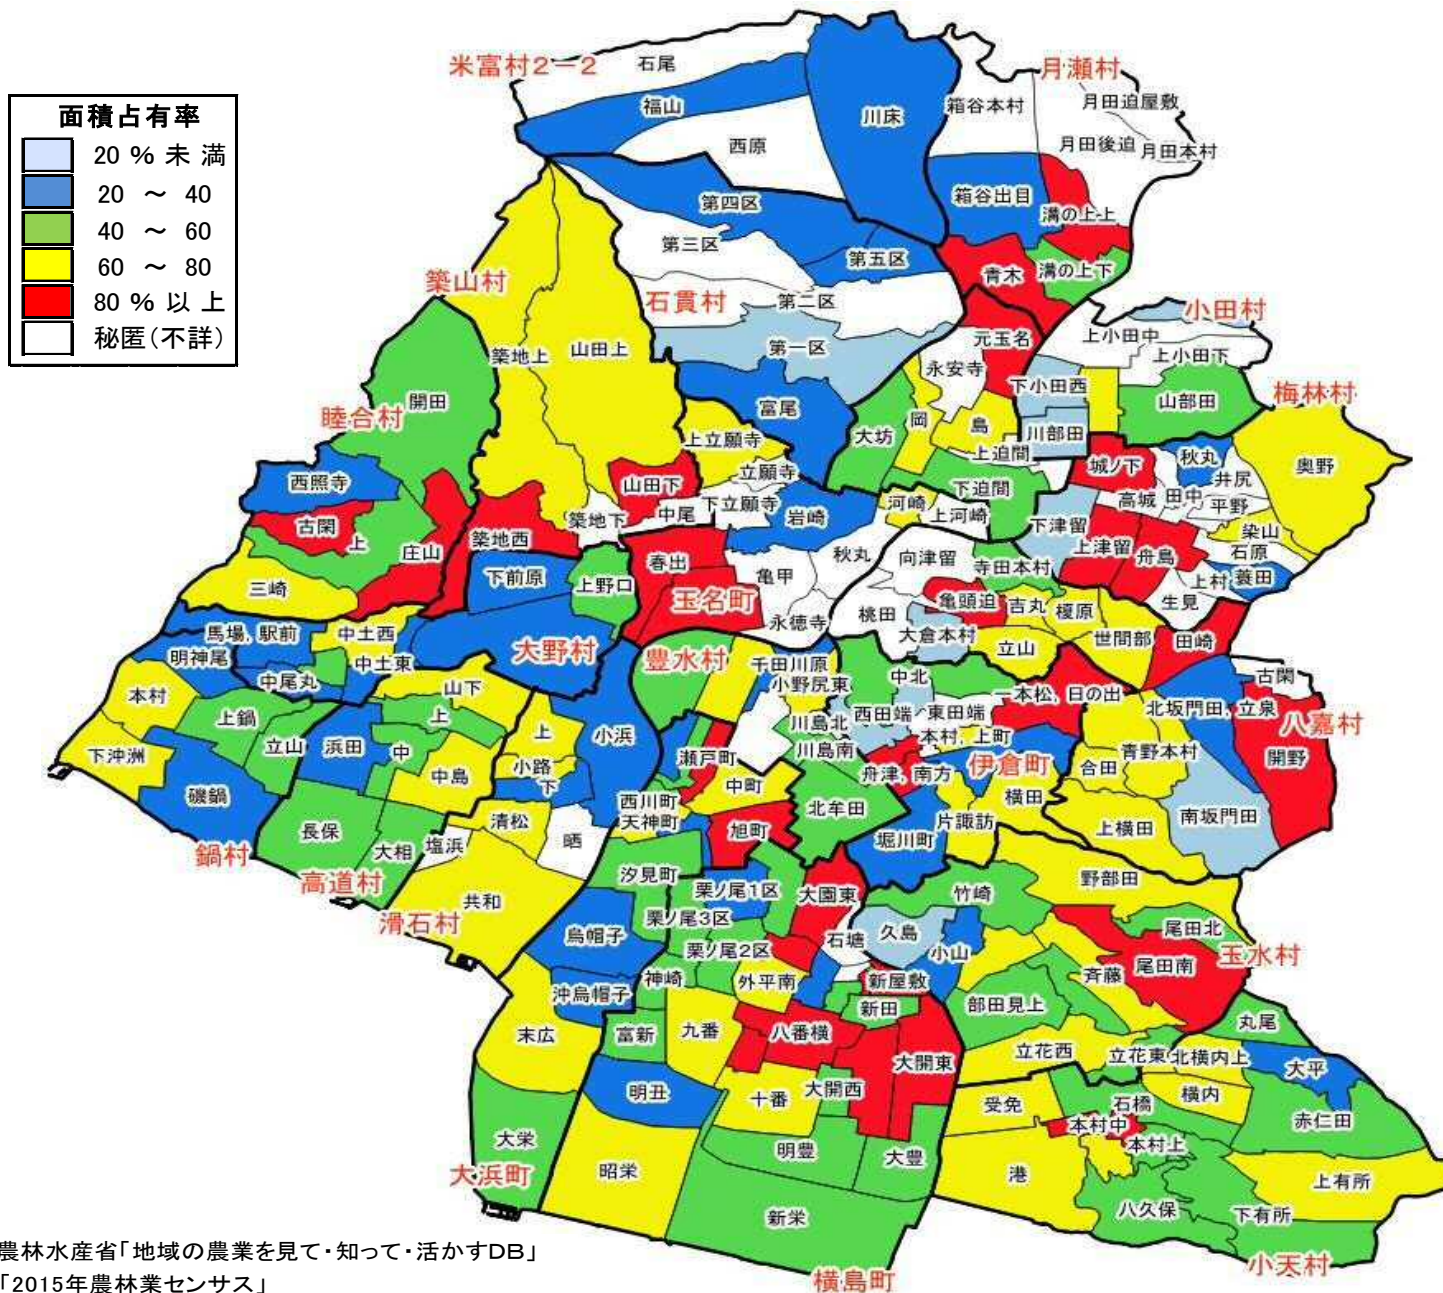 面積占有率
20 % 未 満
20 ～ 40
40 ～ 60
60 ～ 80
80 % 以 上
秘匿(不詳)
米富村２－２
石尾
福山
西原
川床
月瀬村
箱谷本村
月田迫屋敷
月田後迫
月田本村
箱谷出目
溝の上上
溝の上下
青木
第四区
第三区
第五区
石貫村
第二区
第一区
築山村
築地上
山田上
山田下
築地下
築地西
睦合村
開田
西照寺
古閑
上
庄山
三崎
富尾
上立願寺
立願寺
下立願寺
中尾
岩崎
大坊
岡
永安寺
元玉名
島
上迫間
下迫間
河崎
上河崎
小田村
上小田中
上小田下
下小田西
川部田
山部田
梅林村
奥野
城ノ下
秋丸
井尻
高城
田中
平野
染山
石原
下津留
上津留
舟島
上村
蓑田
生見
田崎
下前原
上野口
春出
玉名町
亀甲
秋丸
永徳寺
向津留
寺田本村
桃田
亀頭迫
吉丸
榎原
世間部
大倉本村
立山
大野村
馬場、駅前
明神尾
中土西
中土東
中尾丸
本村
下沖洲
上鍋
立山
磯鍋
鍋村
浜田
山下
上
中
中島
長保
大相
高道村
上
小路
下
小浜
清松
塩浜
晒
共和
滑石村
豊水村
千田川原
小野尻東
川島北
川島南
瀬戸町
西川町
天神町
中町
旭町
北牟田
中北
西田端
東田端
一本松、日の出
本村、上町
舟津、南方
伊倉町
横田
片諏訪
堀川町
北坂門田、立泉
古閑
八嘉村
開野
青野本村
合田
上横田
南坂門田
汐見町
烏帽子
沖烏帽子
末広
大栄
大浜町
栗ノ尾1区
栗ノ尾3区
栗ノ尾2区
大園東
石塘
久島
小山
竹崎
野部田
尾田北
尾田南
玉水村
斉藤
部田見上
立花西
立花東
新屋敷
新田
神崎
外平南
富新
九番
八番横
大開東
大開西
明丑
十番
昭栄
明豊
大豊
新栄
横島町
丸尾
北横内上
大平
横内
赤仁田
受免
石橋
本村中
本村上
港
八久保
下有所
上有所
小天村
農林水産省「地域の農業を見て・知って・活かすDB」
「2015年農林業センサス」